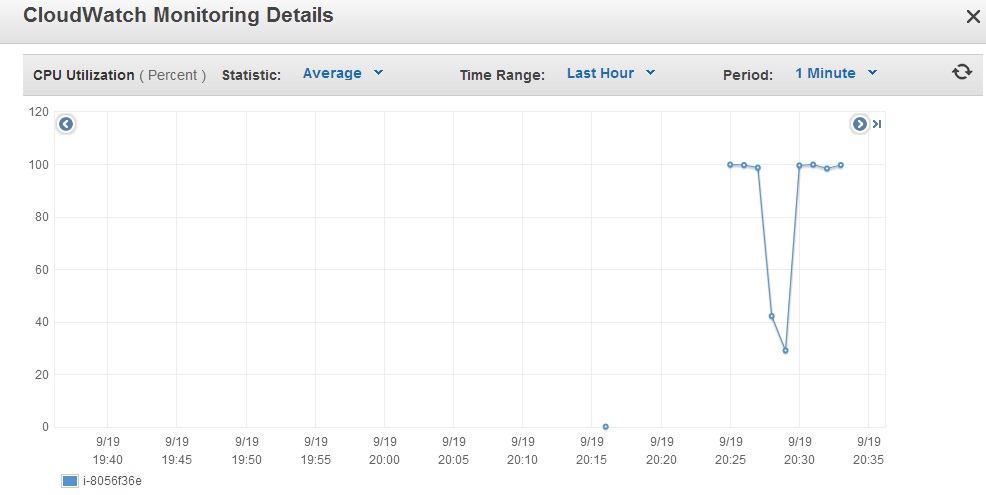 CloudWatch Monitoring Details
CPU Utilization ( Percent ) Statistic: Average Time Range: Last Hour Period: 1 Minute
120
100
80
60
40
20
0
9/19 9/19 9/19 9/19 9/19 9/19 9/19 9/19 9/19 9/19 9/19 9/19
19:40 19:45 19:50 19:55 20:00 20:05 20:10 20:15 20:20 20:25 20:30 20:35
i-8056f36e